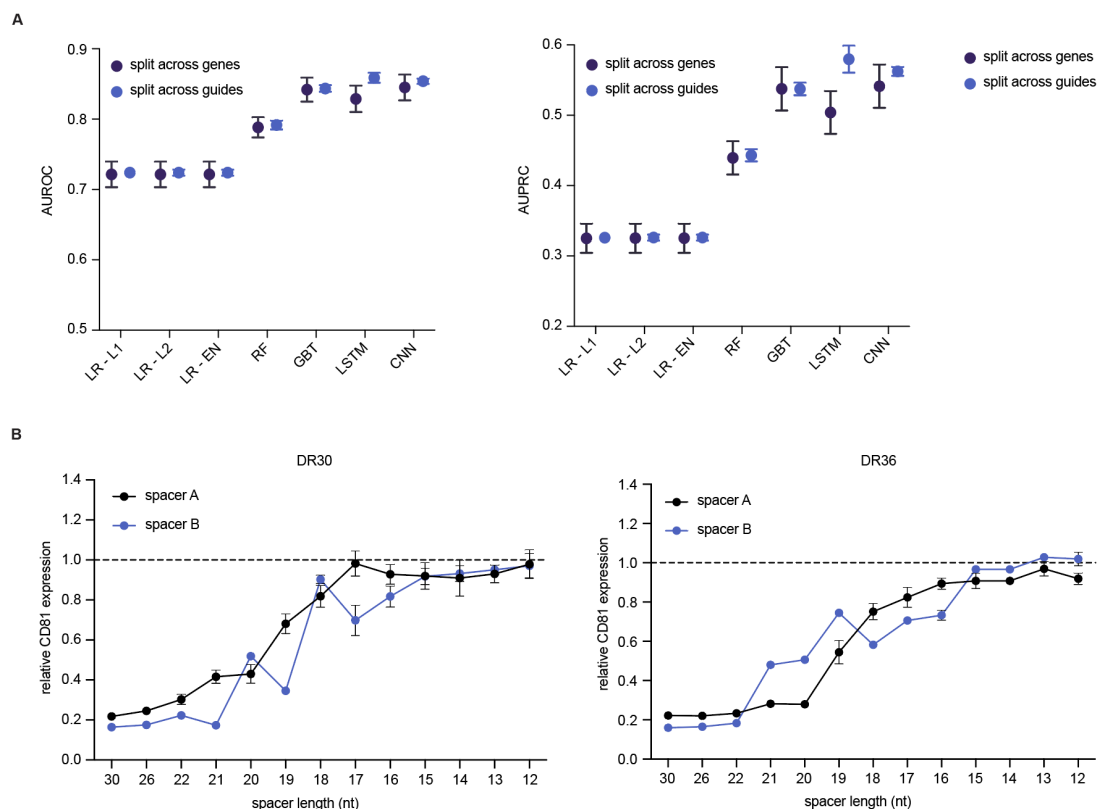 A
AUROC
0.9
0.8
0.7
0.6
0.5
split across genes
split across guides
LR - L1
LR - L2
LR - EN
RF
GBT
LSTM
CNN
AUPRC
0.6
0.5
0.4
0.3
0.2
split across genes
split across guides
LR - L1
LR - L2
LR - EN
RF
GBT
LSTM
CNN
split across genes
split across guides
B
DR30
relative CD81 expression
1.4
1.2
1.0
0.8
0.6
0.4
0.2
0.0
spacer A
spacer B
30 26 22 21 20 19 18 17 16 15 14 13 12
spacer length (nt)
DR36
relative CD81 expression
1.4
1.2
1.0
0.8
0.6
0.4
0.2
0.0
spacer A
spacer B
30 26 22 21 20 19 18 17 16 15 14 13 12
spacer length (nt)